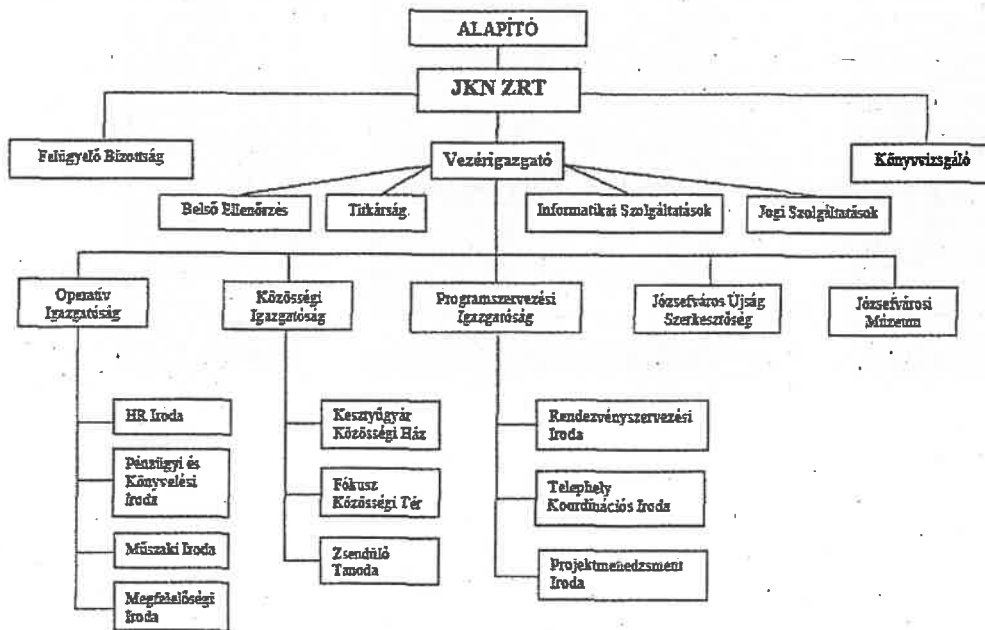 ALAPÍTÓ
JKN ZRT
Felügyelő Bizottság
Vezérigazgató
Könyvvizsgáló
Belső Ellenőrzés
Titkárság
Informatikai Szolgáltatások
Jogi Szolgáltatások
Operatív
Igazgatóság
Közösségi
Igazgatóság
Programszervezési
Igazgatóság
Józsefváros Újság
Szerkesztőség
Józsefvárosi
Múzeum
HR Iroda
Pénzügyi és
Könyvelési
Iroda
Műszaki Iroda
Megfelelőségi
Iroda
Kesztyűgyár
Közösségi Ház
Fókusz
Közösségi Tér
Zsendülő
Tanoda
Rendezvényszervezési
Iroda
Telephely
Koordinációs Iroda
Projektmenedzsment
Iroda